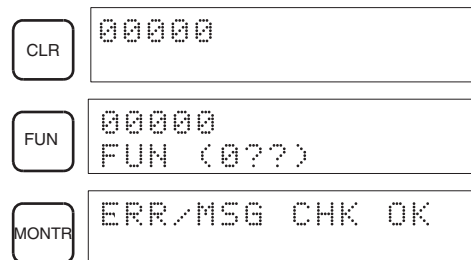 CLR
00000
FUN
00000
FUN (0??)
MONTR
ERR/MSG CHK OK